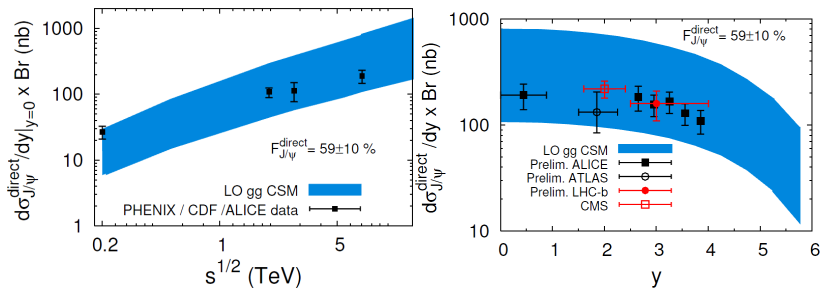 dσ^direct_J/ψ/dy|y=0 x Br (nb)
1000
100
10
1
F^direct_J/ψ = 59±10 %
LO gg CSM
PHENIX / CDF /ALICE data
0.2
1
5
s^1/2 (TeV)
dσ^direct_J/ψ/dy x Br (nb)
1000
100
10
F^direct_J/ψ = 59±10 %
LO gg CSM
Prelim. ALICE
Prelim. ATLAS
Prelim. LHC-b
CMS
0
1
2
3
4
5
6
y